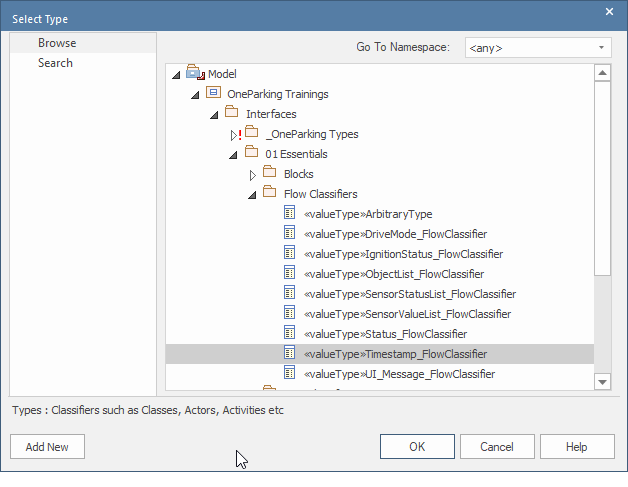 Select Type
Browse
Search
Go To Namespace: <any>
Model
OneParking Trainings
Interfaces
_OneParking Types
01 Essentials
Blocks
Flow Classifiers
«valueType»ArbitraryType
«valueType»DriveMode_FlowClassifier
«valueType»IgnitionStatus_FlowClassifier
«valueType»ObjectList_FlowClassifier
«valueType»SensorStatusList_FlowClassifier
«valueType»SensorValueList_FlowClassifier
«valueType»Status_FlowClassifier
«valueType»Timestamp_FlowClassifier
«valueType»UI_Message_FlowClassifier
Types : Classifiers such as Classes, Actors, Activities etc
Add New OK Cancel Help